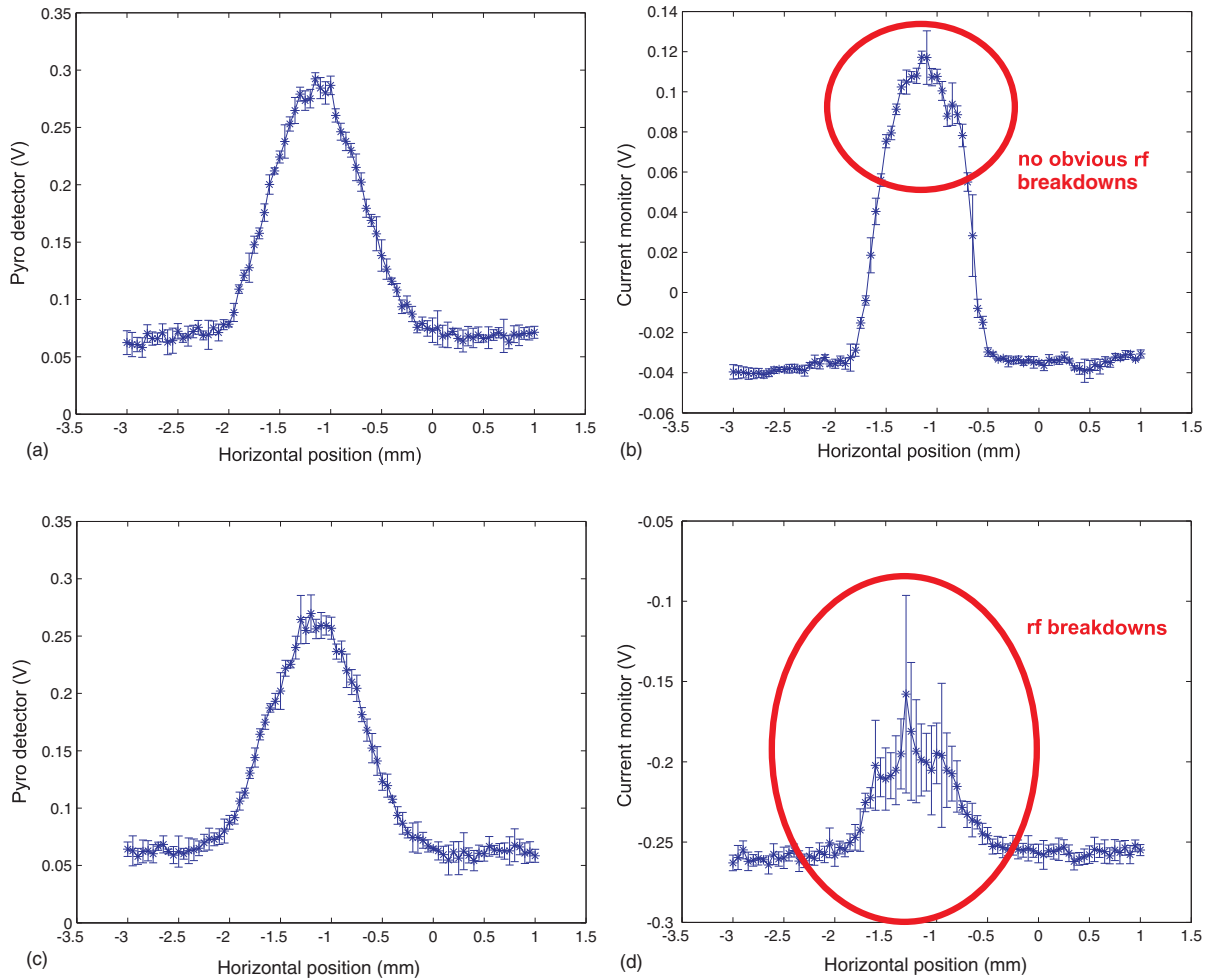 0.35
0.3
0.25
0.2
0.15
0.1
0.05
0
Pyro detector (V)
-3.5 -3 -2.5 -2 -1.5 -1 -0.5 0 0.5 1 1.5
Horizontal position (mm)
(a)
0.14
0.12
0.1
0.08
0.06
0.04
0.02
0
-0.02
-0.04
-0.06
Current monitor (V)
no obvious rf
breakdowns
-3.5 -3 -2.5 -2 -1.5 -1 -0.5 0 0.5 1 1.5
Horizontal position (mm)
(b)
0.35
0.3
0.25
0.2
0.15
0.1
0.05
0
Pyro detector (V)
3.5 -3 -2.5 -2 -1.5 -1 -0.5 0 0.5 1 1.5
Horizontal position (mm)
(c)
-0.05
-0.1
-0.15
-0.2
-0.25
-0.3
Current monitor (V)
rf breakdowns
-3.5 -3 -2.5 -2 -1.5 -1 -0.5 0 0.5 1 1.5
Horizontal position (mm)
(d)